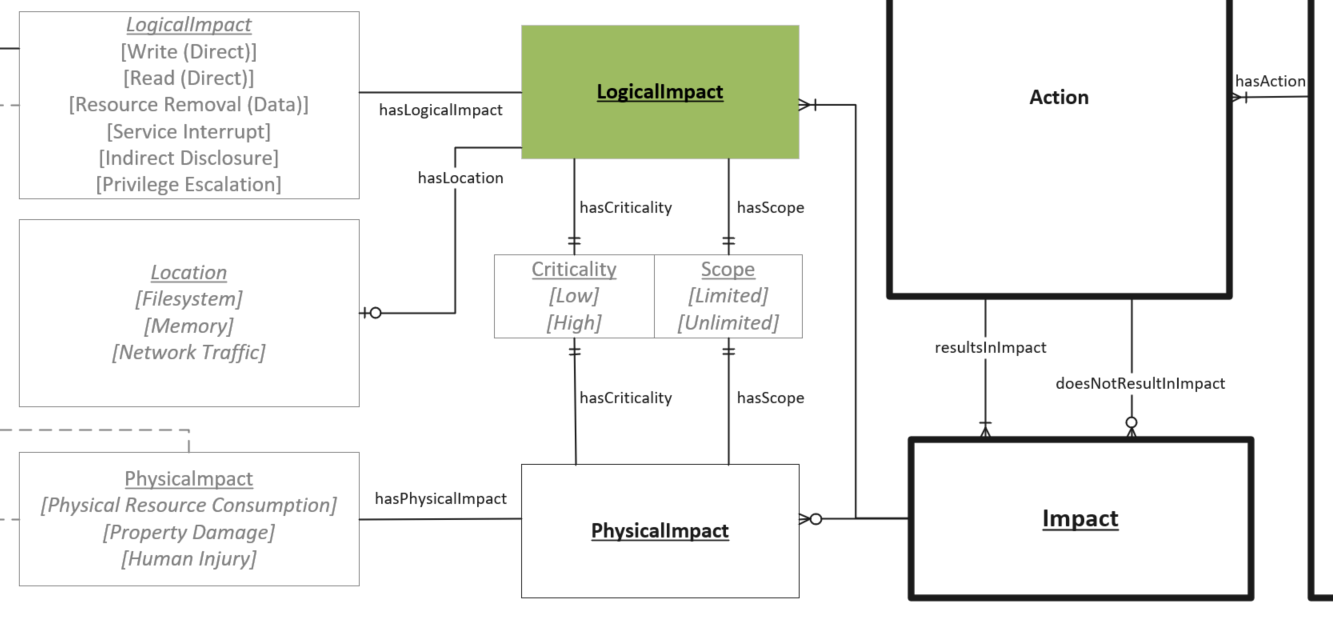 LogicalImpact
[Write (Direct)]
[Read (Direct)]
[Resource Removal (Data)]
[Service Interrupt]
[Indirect Disclosure]
[Privilege Escalation]
hasLogicalImpact
LogicalImpact
Action
hasAction
hasLocation
hasCriticality
hasScope
Location
[Filesystem]
[Memory]
[Network Traffic]
Criticality
[Low]
[High]
Scope
[Limited]
[Unlimited]
resultsInImpact
doesNotResultInImpact
hasCriticality
hasScope
PhysicaImpact
[Physical Resource Consumption]
[Property Damage]
[Human Injury]
hasPhysicalImpact
PhysicalImpact
Impact